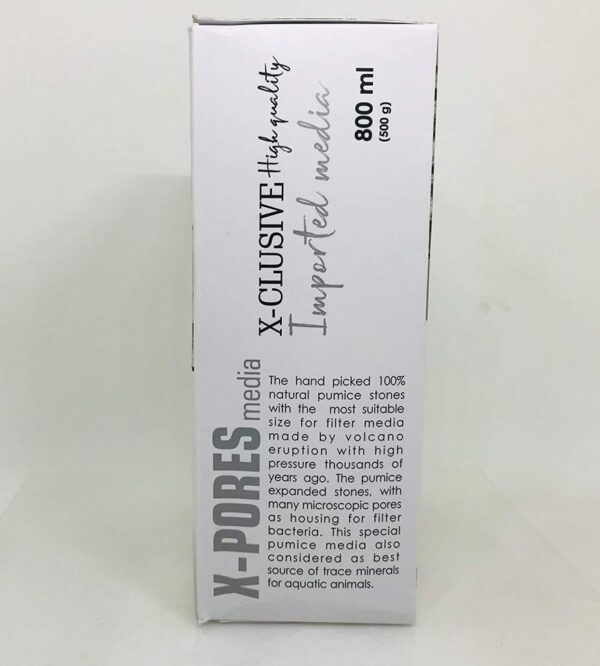 X-CLUSIVE High quality
Imported media
800 ml
(500 g)
X-PORES media
The hand picked 100%
natural pumice stones
with the most suitable
size for filter media
made by volcano
eruption with high
pressure thousands of
years ago. The pumice
expanded stones, with
many microscopic pores
as housing for filter
bacteria. This special
pumice media also
considered as best
source of trace minerals
for aquatic animals.